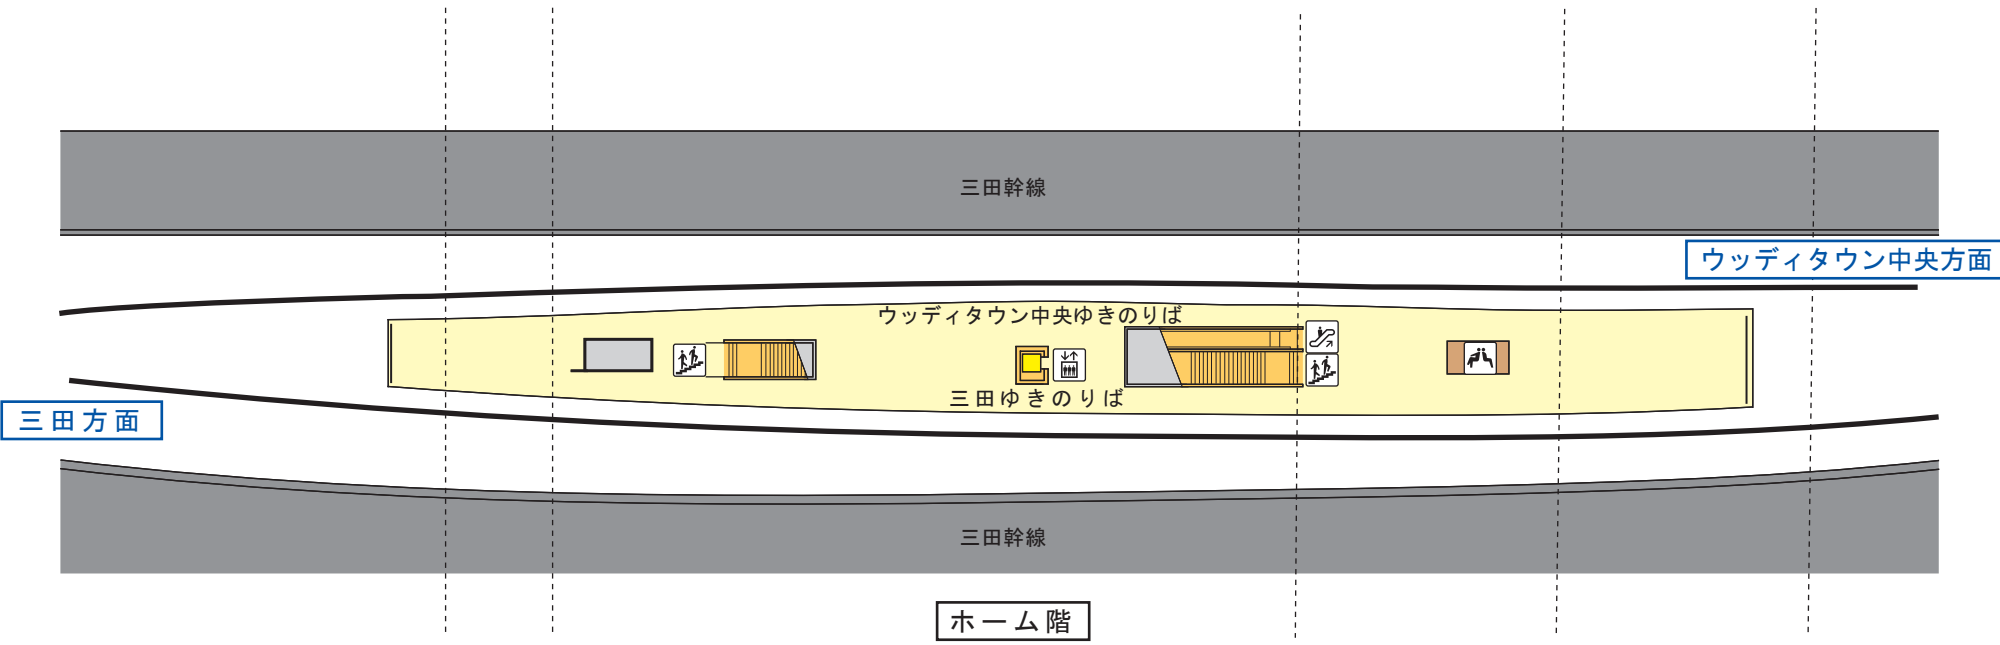 三田幹線
ウッディタウン中央方面
ウッディタウン中央ゆきのりば
三田ゆきのりば
三田方面
三田幹線
ホーム階